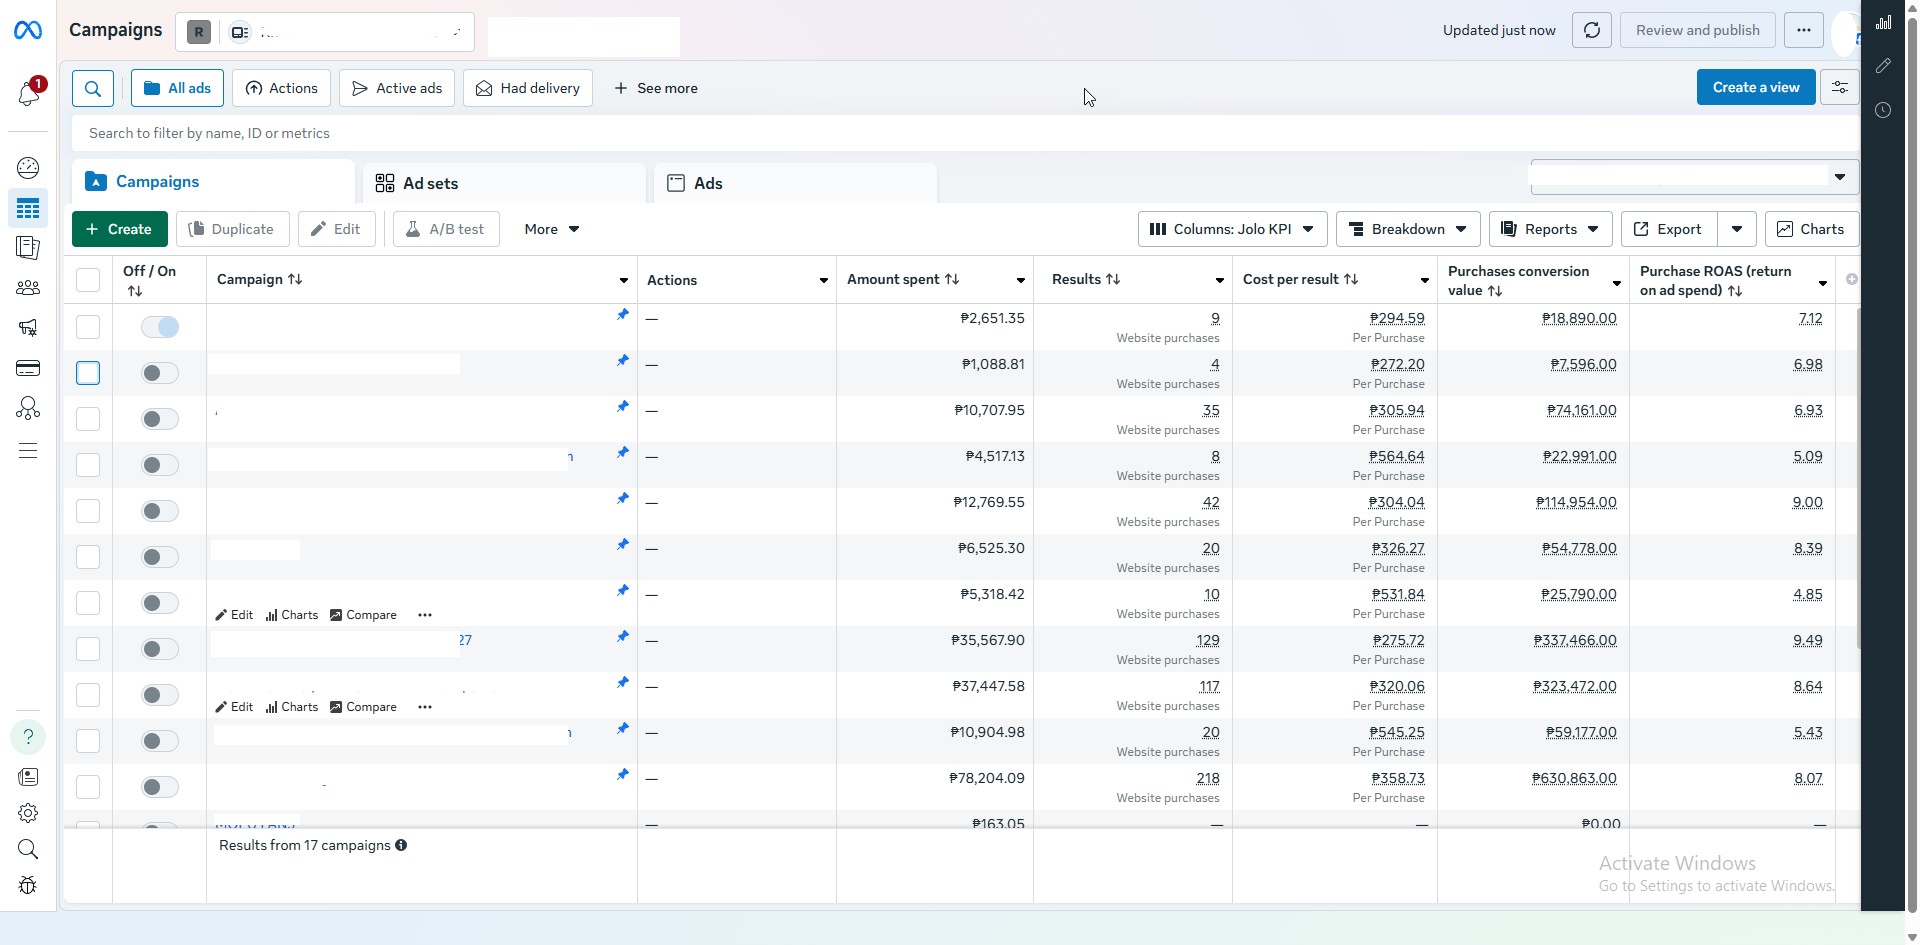 Campaigns
R
Updated just now
Review and publish
1
All ads
Actions
Active ads
Had delivery
+ See more
Create a view
Search to filter by name, ID or metrics
Campaigns
Ad sets
Ads
+ Create
Duplicate
Edit
A/B test
More
Columns: Jolo KPI
Breakdown
Reports
Export
Charts
Off / On
Campaign
Actions
Amount spent
Results
Cost per result
Purchases conversion value
Purchase ROAS (return on ad spend)
— ₱2,651.35 9 ₱294.59 ₱18,890.00 7.12
Website purchases Per Purchase
— ₱1,088.81 4 ₱272.20 ₱7,596.00 6.98
Website purchases Per Purchase
— ₱10,707.95 35 ₱305.94 ₱74,161.00 6.93
Website purchases Per Purchase
— ₱4,517.13 8 ₱564.64 ₱22,991.00 5.09
Website purchases Per Purchase
— ₱12,769.55 42 ₱304.04 ₱114,954.00 9.00
Website purchases Per Purchase
— ₱6,525.30 20 ₱326.27 ₱54,778.00 8.39
Website purchases Per Purchase
— ₱5,318.42 10 ₱531.84 ₱25,790.00 4.85
Edit Charts Compare Website purchases Per Purchase
27 — ₱35,567.90 129 ₱275.72 ₱337,466.00 9.49
Website purchases Per Purchase
— ₱37,447.58 117 ₱320.06 ₱323,472.00 8.64
Edit Charts Compare Website purchases Per Purchase
— ₱10,904.98 20 ₱545.25 ₱59,177.00 5.43
Website purchases Per Purchase
— ₱78,204.09 218 ₱358.73 ₱630,863.00 8.07
Website purchases Per Purchase
— ₱163.05 — — ₱0.00 —
Results from 17 campaigns
Activate Windows
Go to Settings to activate Windows.